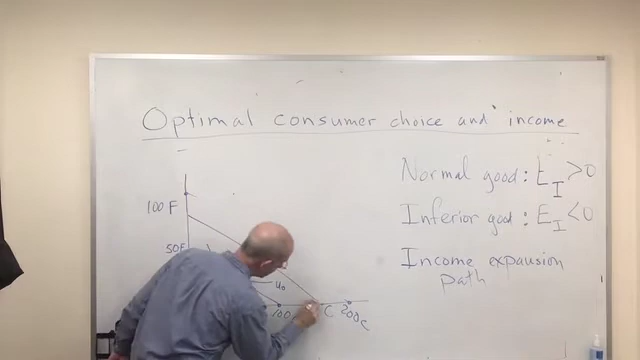 Optimal consumer choice and income
Normal good: E_I > 0
Inferior good: E_I < 0
Income expansion
path
100 F
50 F
u₀
100
C
200c